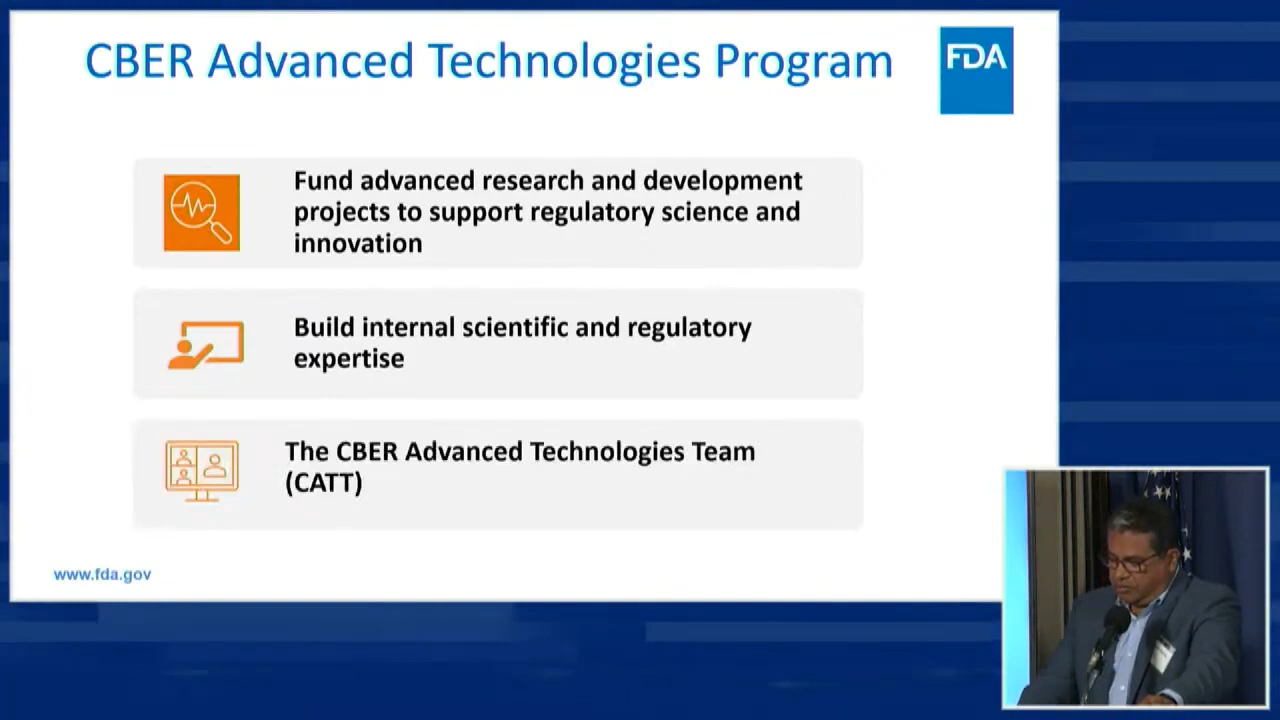 CBER Advanced Technologies Program
FDA
Fund advanced research and development
projects to support regulatory science and
innovation
Build internal scientific and regulatory
expertise
The CBER Advanced Technologies Team
(CATT)
www.fda.gov